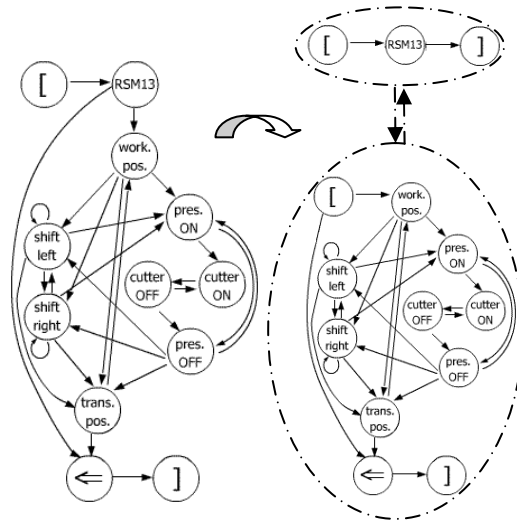 [
RSM13
work.
pos.
pres.
ON
shift
left
cutter
OFF
cutter
ON
shift
right
pres.
OFF
trans.
pos.
⇐
]
[
RSM13
]
[
work.
pos.
pres.
ON
shift
left
cutter
OFF
cutter
ON
shift
right
pres.
OFF
trans.
pos.
⇐
]